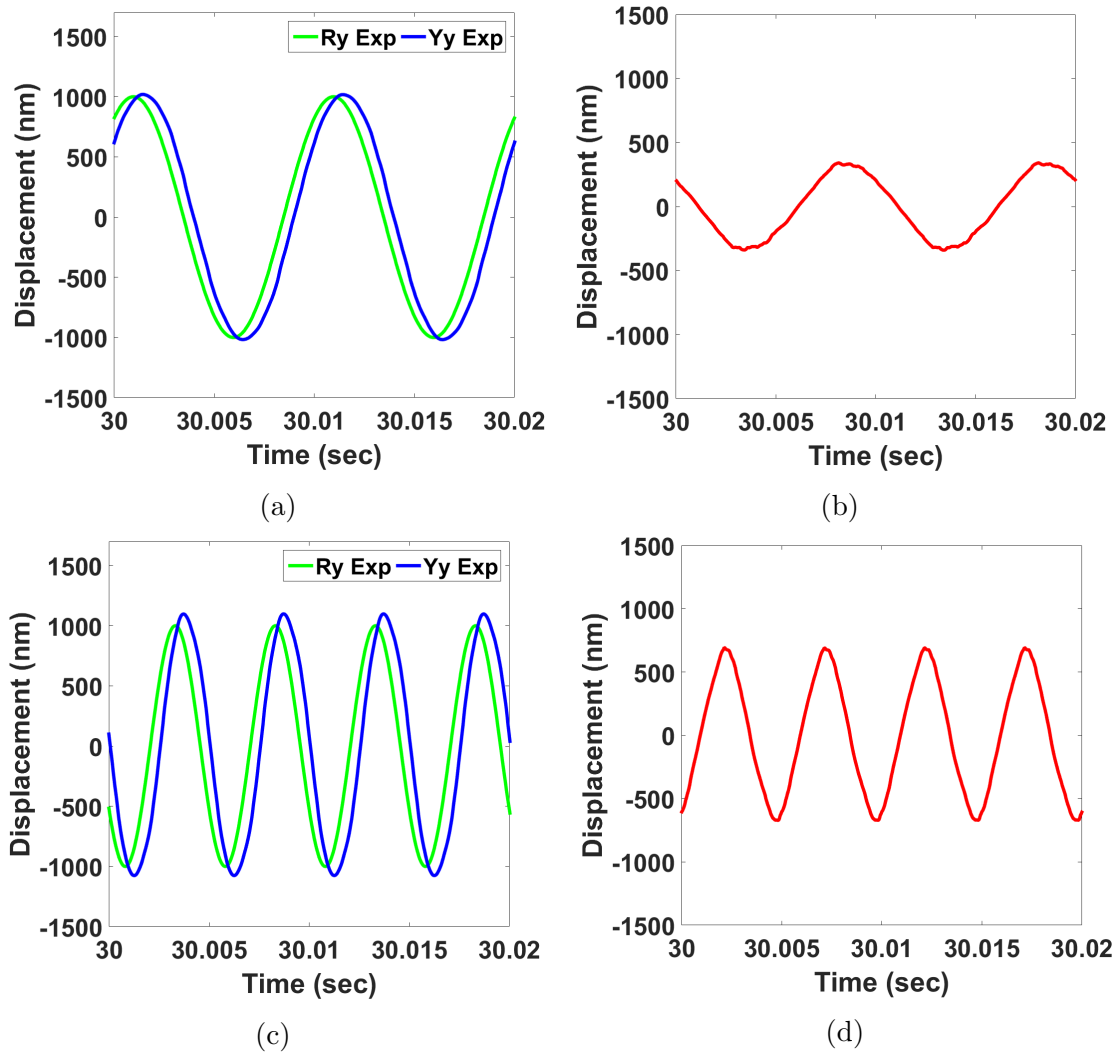 1500
1000
500
0
-500
-1000
-1500
Displacement (nm)
Ry Exp Yy Exp
30 30.005 30.01 30.015 30.02
Time (sec)
(a)
1500
1000
500
0
-500
-1000
-1500
Displacement (nm)
30 30.005 30.01 30.015 30.02
Time (sec)
(b)
1500
1000
500
0
-500
-1000
-1500
Displacement (nm)
Ry Exp Yy Exp
30 30.005 30.01 30.015 30.02
Time (sec)
(c)
1500
1000
500
0
-500
-1000
-1500
Displacement (nm)
30 30.005 30.01 30.015 30.02
Time (sec)
(d)